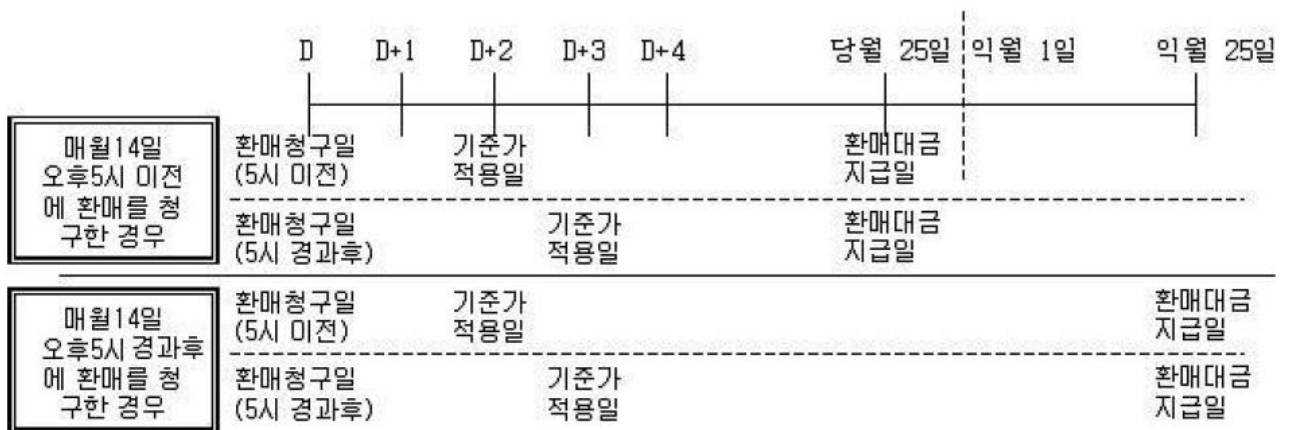 D D+1 D+2 D+3 D+4 당월 25일 익월 1일 익월 25일
매월14일
오후5시 이전
에 환매를 청
구한 경우
환매청구일
(5시 이전)
기준가
적용일
환매대금
지급일
환매청구일
(5시 경과후)
기준가
적용일
환매대금
지급일
매월14일
오후5시 경과후
에 환매를 청
구한 경우
환매청구일
(5시 이전)
기준가
적용일
환매대금
지급일
환매청구일
(5시 경과후)
기준가
적용일
환매대금
지급일